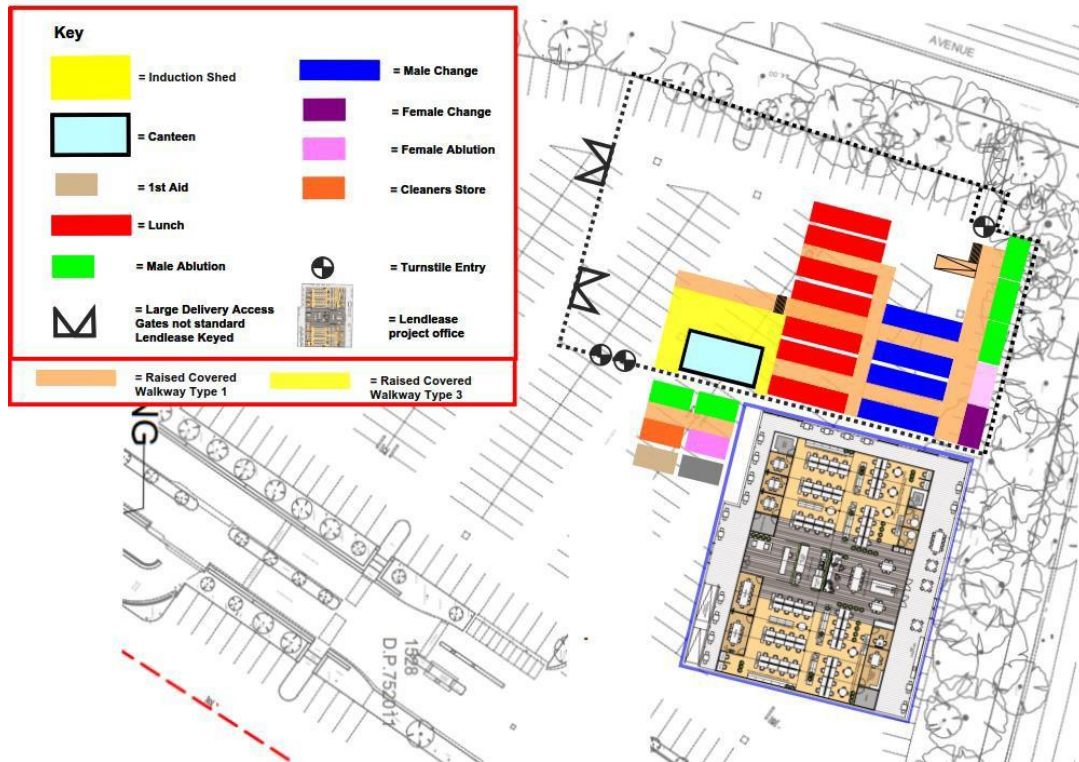 Key
= Induction Shed
= Canteen
= 1st Aid
= Lunch
= Male Ablution
= Large Delivery Access
Gates not standard
Lendlease Keyed
= Male Change
= Female Change
= Female Ablution
= Cleaners Store
= Turnstile Entry
= Lendlease
project office
= Raised Covered
Walkway Type 1
= Raised Covered
Walkway Type 3
AVENUE
NG
1528
D.P.752011